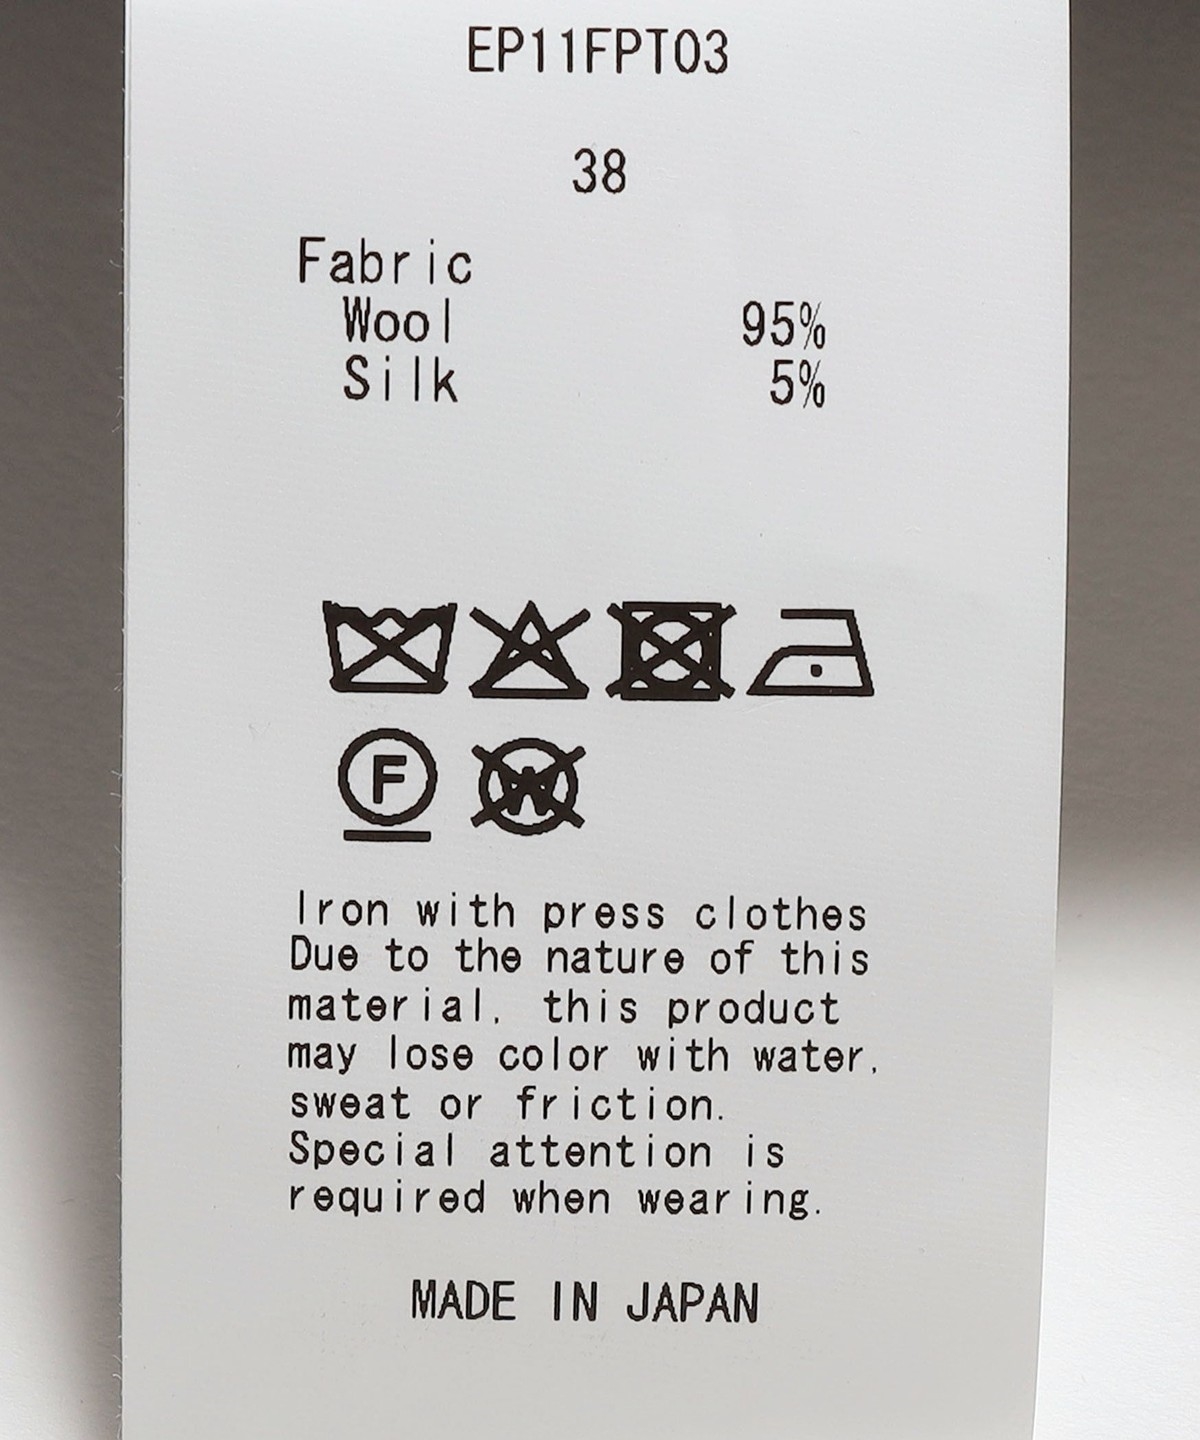 EP11FPT03
38
Fabric
Wool 95%
Silk 5%
F
W
Iron with press clothes
Due to the nature of this
material, this product
may lose color with water,
sweat or friction.
Special attention is
required when wearing.
MADE IN JAPAN